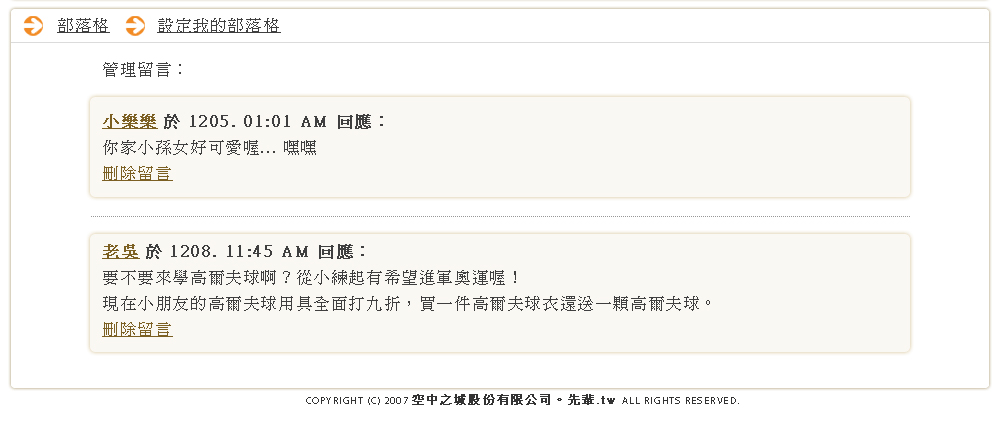 部落格 設定我的部落格
管理留言：
小樂樂 於 1205. 01:01 AM 回應：
你家小孫女好可愛喔... 嘿嘿
刪除留言
老吳 於 1208. 11:45 AM 回應：
要不要來學高爾夫球啊？從小練起有希望進軍奧運喔！
現在小朋友的高爾夫球用具全面打九折，買一件高爾夫球衣還送一顆高爾夫球。
刪除留言
COPYRIGHT (C) 2007 空中之城股份有限公司。先輩.tw ALL RIGHTS RESERVED.